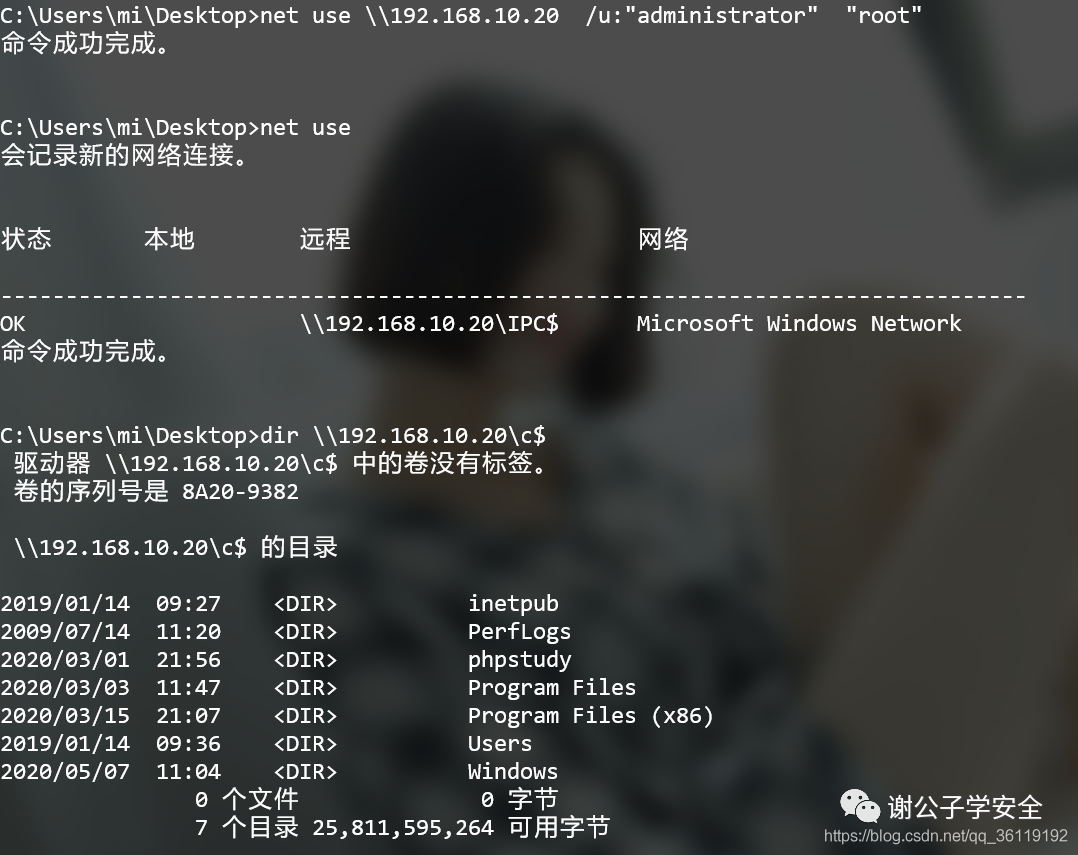 C:\Users\mi\Desktop>net use \\192.168.10.20  /u:"administrator"  "root"
命令成功完成。
C:\Users\mi\Desktop>net use
会记录新的网络连接。
状态       本地        远程                      网络
-------------------------------------------------------------------------------
OK                     \\192.168.10.20\IPC$      Microsoft Windows Network
命令成功完成。
C:\Users\mi\Desktop>dir \\192.168.10.20\c$
 驱动器 \\192.168.10.20\c$ 中的卷没有标签。
 卷的序列号是 8A20-9382
 \\192.168.10.20\c$ 的目录
2019/01/14  09:27    <DIR>          inetpub
2009/07/14  11:20    <DIR>          PerfLogs
2020/03/01  21:56    <DIR>          phpstudy
2020/03/03  11:47    <DIR>          Program Files
2020/03/15  21:07    <DIR>          Program Files (x86)
2019/01/14  09:36    <DIR>          Users
2020/05/07  11:04    <DIR>          Windows
               0 个文件              0 字节
               7 个目录 25,811,595,264 可用字节
谢公子学安全
https://blog.csdn.net/qq_36119192